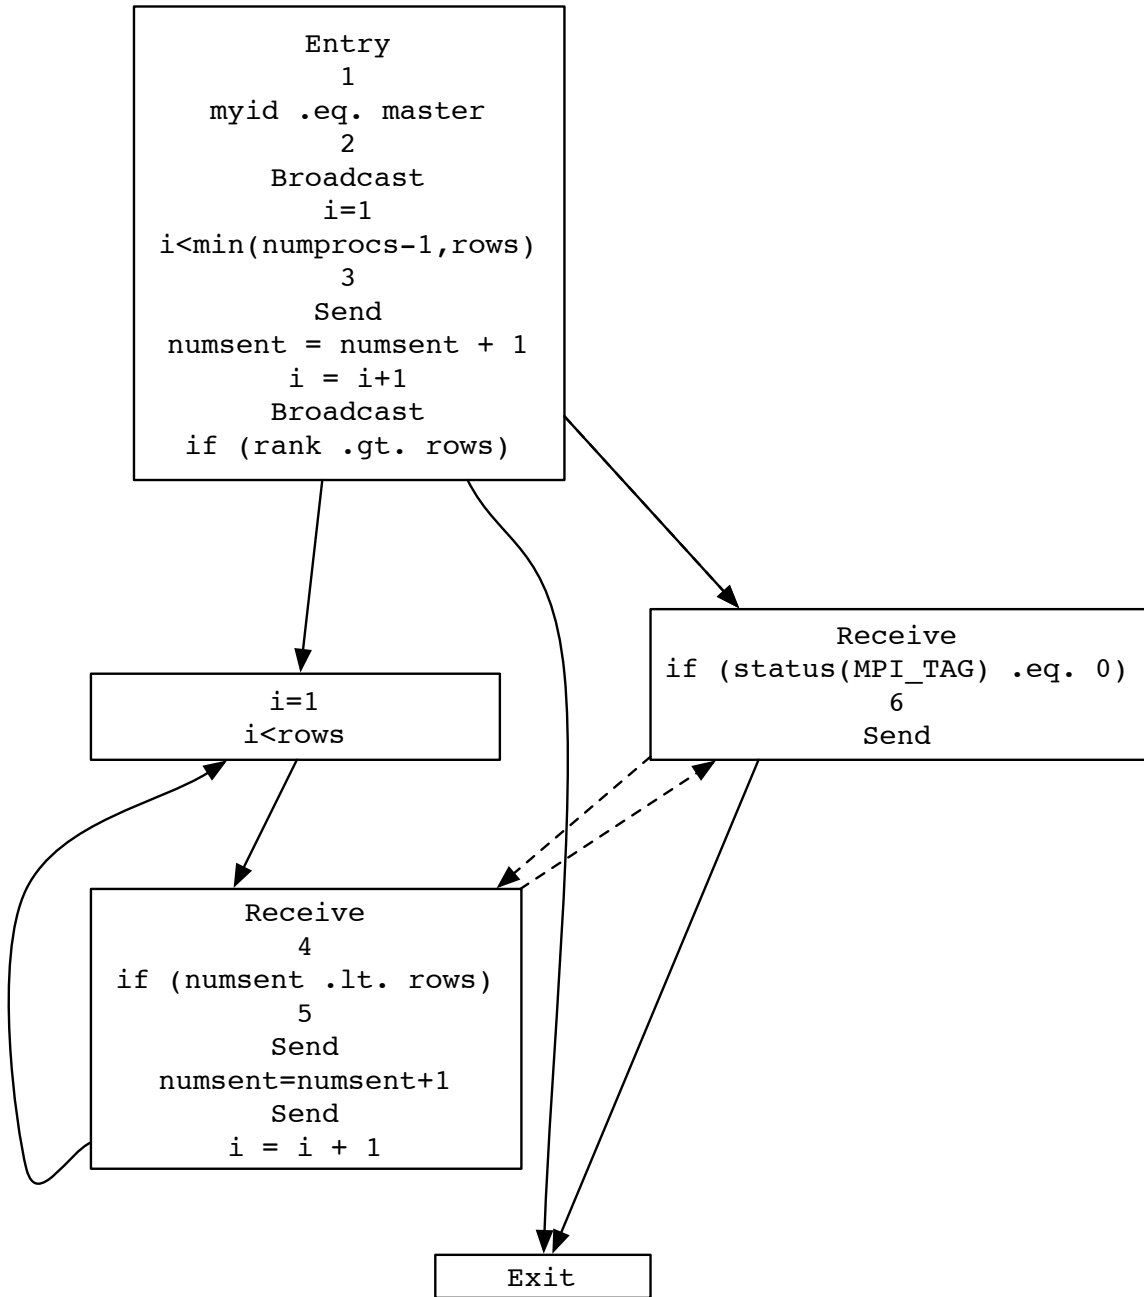 Entry
1
myid .eq. master
2
Broadcast
i=1
i<min(numprocs-1,rows)
3
Send
numsent = numsent + 1
i = i+1
Broadcast
if (rank .gt. rows)
Receive
if (status(MPI_TAG) .eq. 0)
6
Send
i=1
i<rows
Receive
4
if (numsent .lt. rows)
5
Send
numsent=numsent+1
Send
i = i + 1
Exit